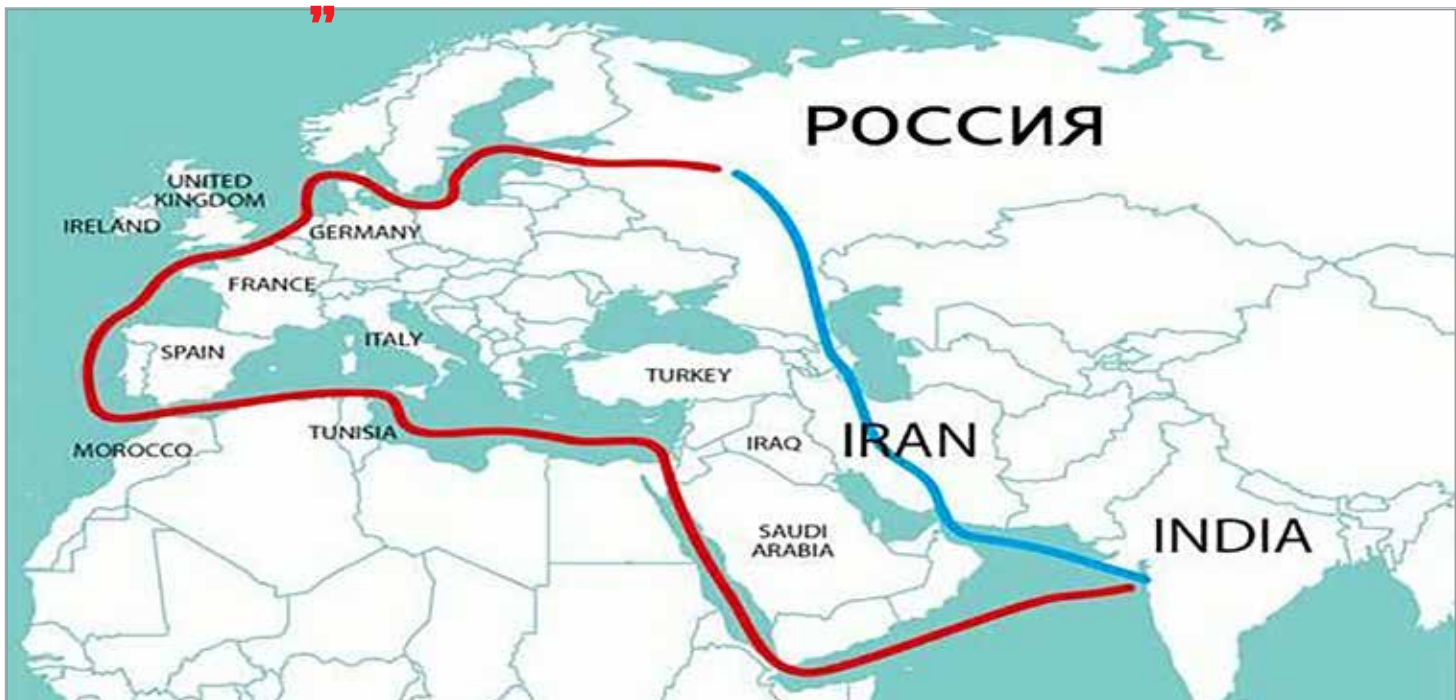 ”
РОССИЯ
UNITED
KINGDOM
IRELAND
GERMANY
FRANCE
ITALY
SPAIN
TURKEY
MOROCCO
TUNISIA
IRAQ
IRAN
SAUDI
ARABIA
INDIA